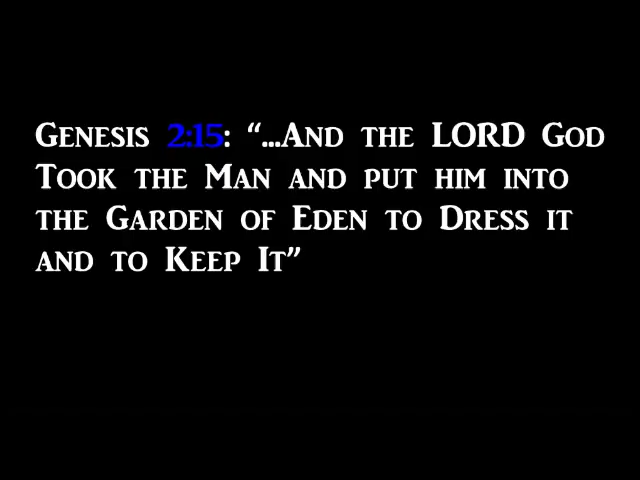 Genesis 2:15: “...And the LORD God
Took the Man and put him into
the Garden of Eden to Dress it
and to Keep It”